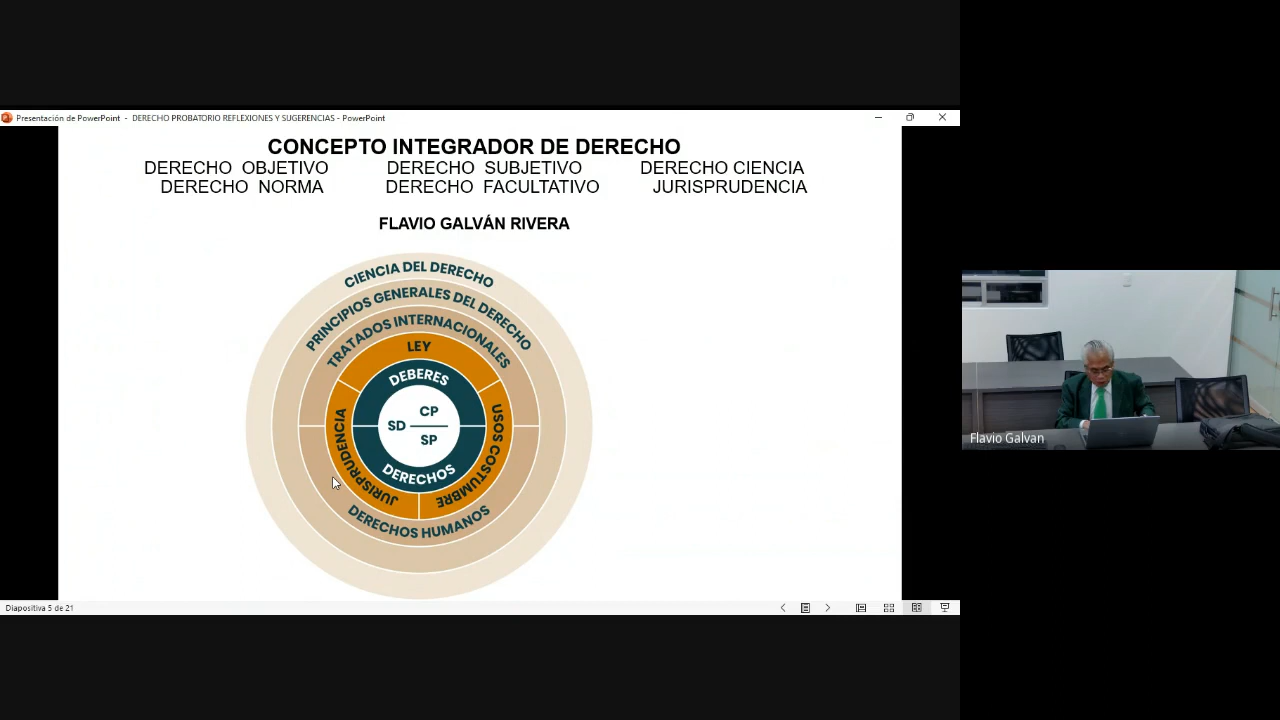 Presentación de PowerPoint - DERECHO PROBATORIO REFLEXIONES Y SUGERENCIAS - PowerPoint
CONCEPTO INTEGRADOR DE DERECHO
DERECHO OBJETIVO DERECHO SUBJETIVO DERECHO CIENCIA
DERECHO NORMA DERECHO FACULTATIVO JURISPRUDENCIA
FLAVIO GALVÁN RIVERA
CIENCIA DEL DERECHO
PRINCIPIOS GENERALES DEL DERECHO
TRATADOS INTERNACIONALES
LEY
DEBERES
CP
SD
SP
DERECHOS
JURISPRUDENCIA
USOS COSTUMBRE
DERECHOS HUMANOS
Flavio Galvan
Diapositiva 5 de 21